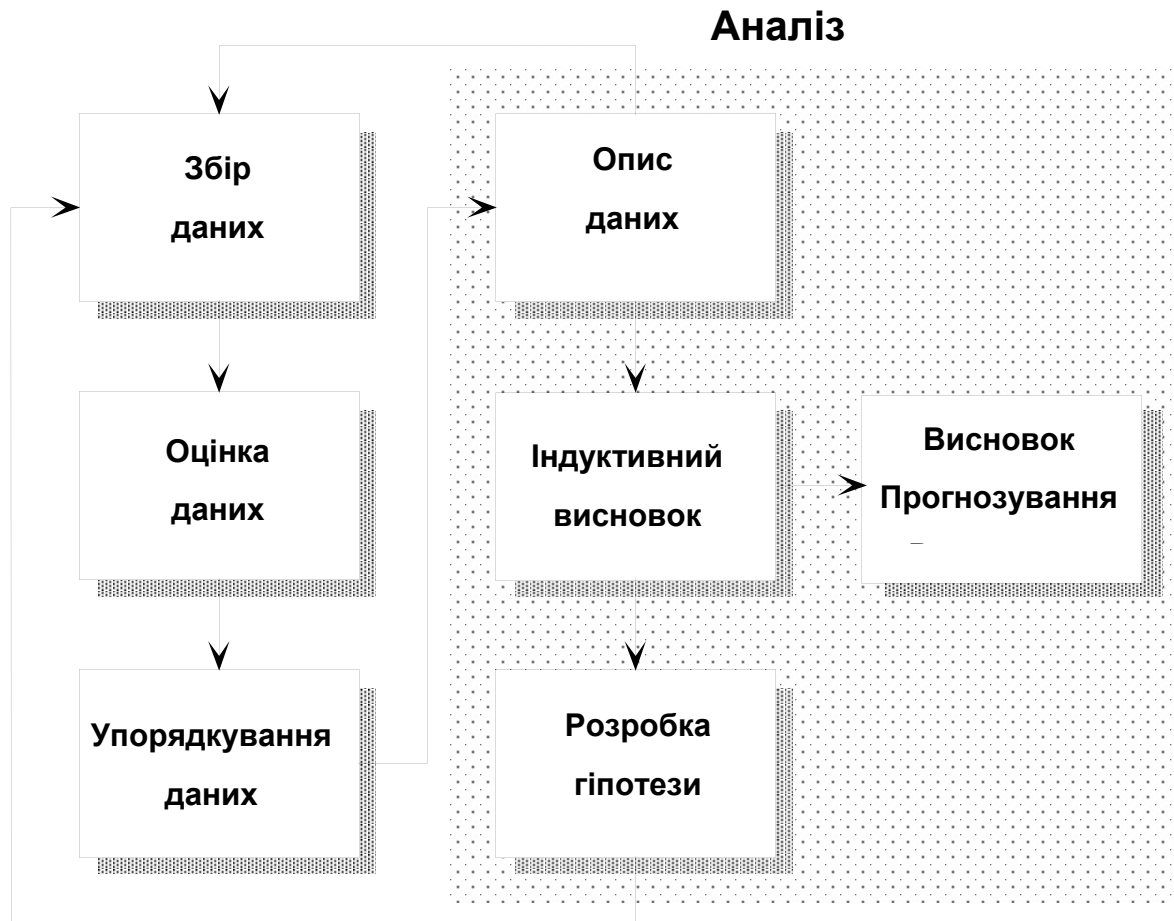 Аналіз
Збір
даних
Оцінка
даних
Упорядкування
даних
Опис
даних
Індуктивний
висновок
Розробка
гіпотези
Висновок
Прогнозування